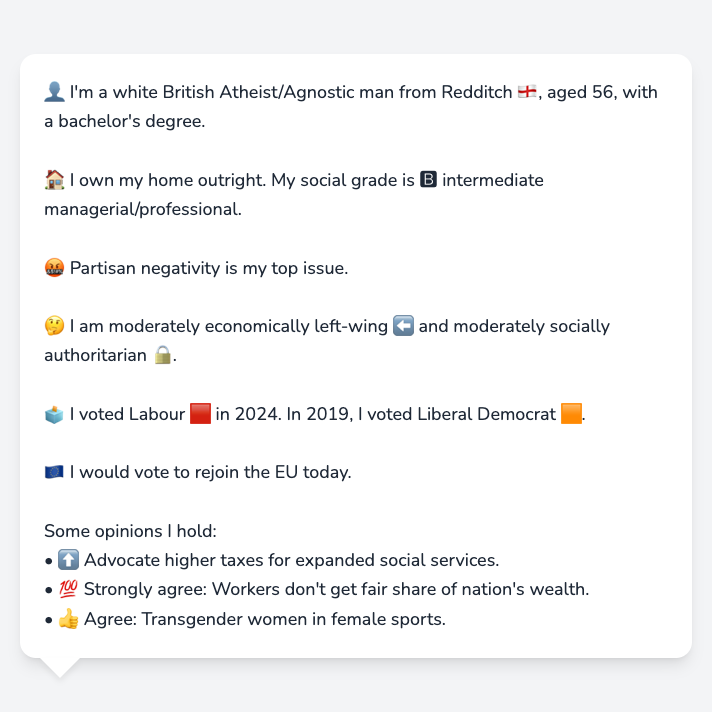 👤 I'm a white British Atheist/Agnostic man from Redditch 🏴󠁧󠁢󠁥󠁮󠁧󠁿, aged 56, with
a bachelor's degree.
🏠 I own my home outright. My social grade is 🅱 intermediate
managerial/professional.
🤬 Partisan negativity is my top issue.
🤔 I am moderately economically left-wing ⬅️ and moderately socially
authoritarian 🔒.
🗳️ I voted Labour 🟥 in 2024. In 2019, I voted Liberal Democrat 🟧.
🇪🇺 I would vote to rejoin the EU today.
Some opinions I hold:
• ⬆️ Advocate higher taxes for expanded social services.
• 💯 Strongly agree: Workers don't get fair share of nation's wealth.
• 👍 Agree: Transgender women in female sports.